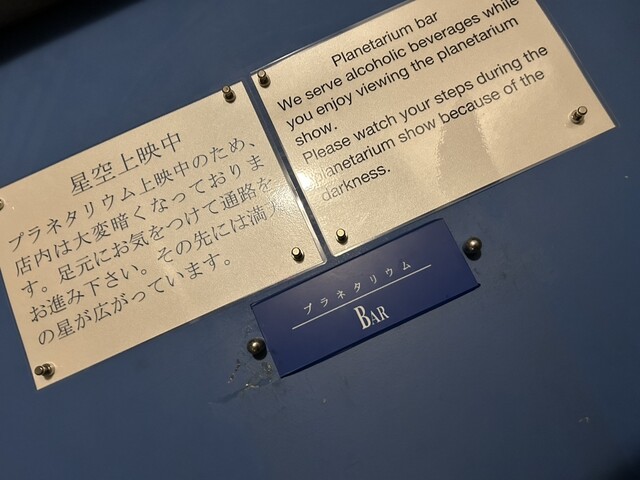 星空上映中
プラネタリウム上映中のため、
店内は大変暗くなっておりま
す。足元にお気をつけて通路を
お進み下さい。その先には満天
の星が広がっています。
Planetarium bar
We serve alcoholic beverages while
you enjoy viewing the planetarium
show.
Please watch your steps during the
planetarium show because of the
darkness.
プラネタリウム
BAR